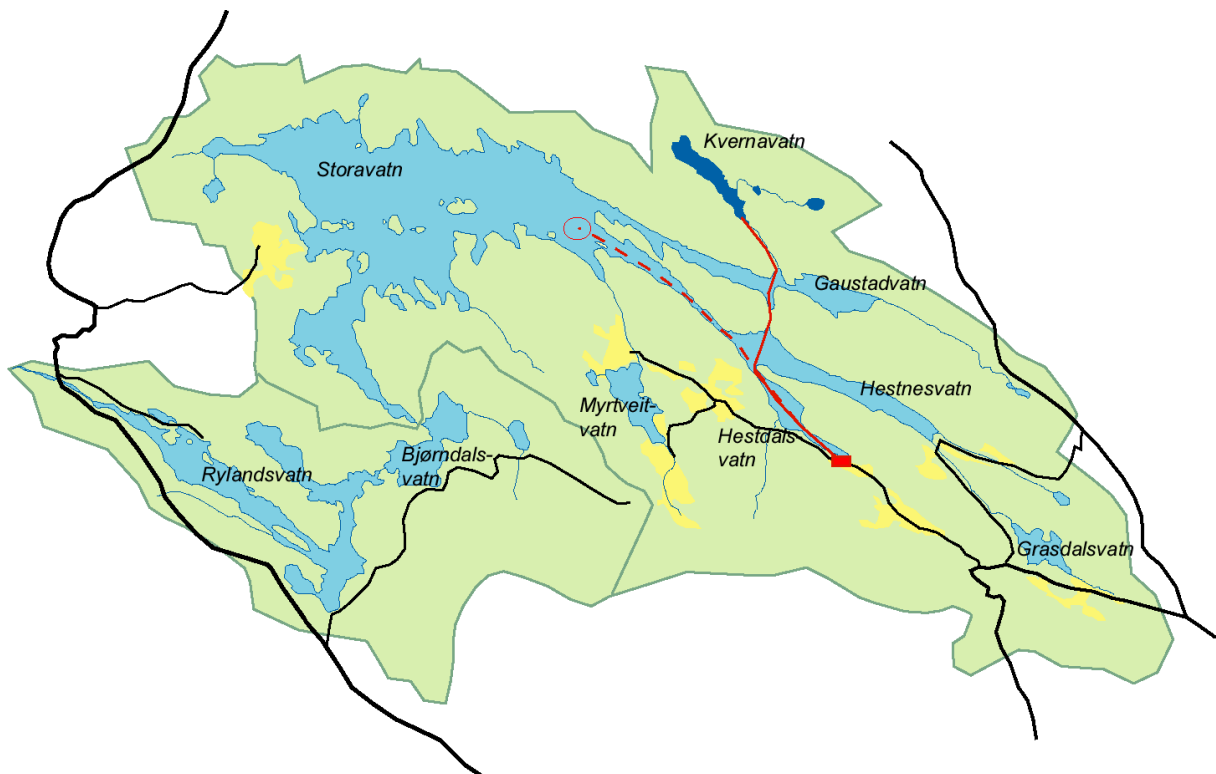 Kvernavatn
Storavatn
Gaustadvatn
Hestnesvatn
Myrtveit-
vatn
Hestdals
vatn
Bjørndals-
vatn
Rylandsvatn
Grasdalsvatn